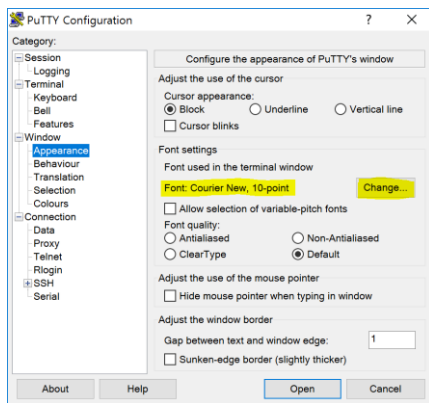 PuTTY Configuration ? ×
Category:
Session
Logging
Terminal
Keyboard
Bell
Features
Window
Appearance
Behaviour
Translation
Selection
Colours
Connection
Data
Proxy
Telnet
Rlogin
SSH
Serial
Configure the appearance of PuTTY's window
Adjust the use of the cursor
Cursor appearance:
Block Underline Vertical line
Cursor blinks
Font settings
Font used in the terminal window
Font: Courier New, 10-point Change...
Allow selection of variable-pitch fonts
Font quality:
Antialiased Non-Antialiased
ClearType Default
Adjust the use of the mouse pointer
Hide mouse pointer when typing in window
Adjust the window border
Gap between text and window edge: 1
Sunken-edge border (slightly thicker)
About Help Open Cancel